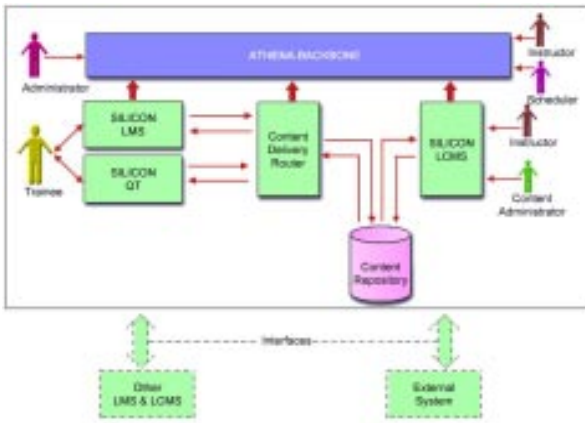 ATHENA BACKBONE
Instructor
Administrator
Scheduler
SILICON
LMS
Content
Delivery
Router
SILICON
LCMS
Instructor
SILICON
QT
Trainee
Content
Administrator
Content
Repository
Interfaces
Other
LMS & LCMS
External
System